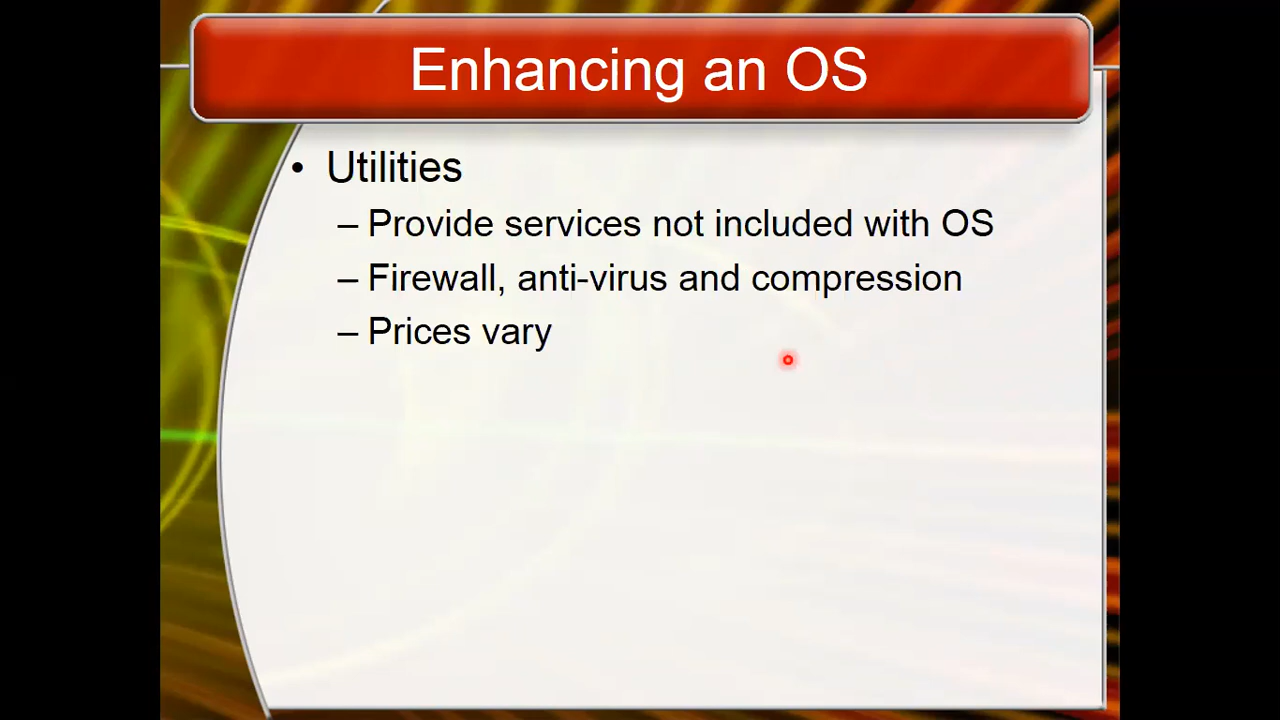 Enhancing an OS
• Utilities
– Provide services not included with OS
– Firewall, anti-virus and compression
– Prices vary